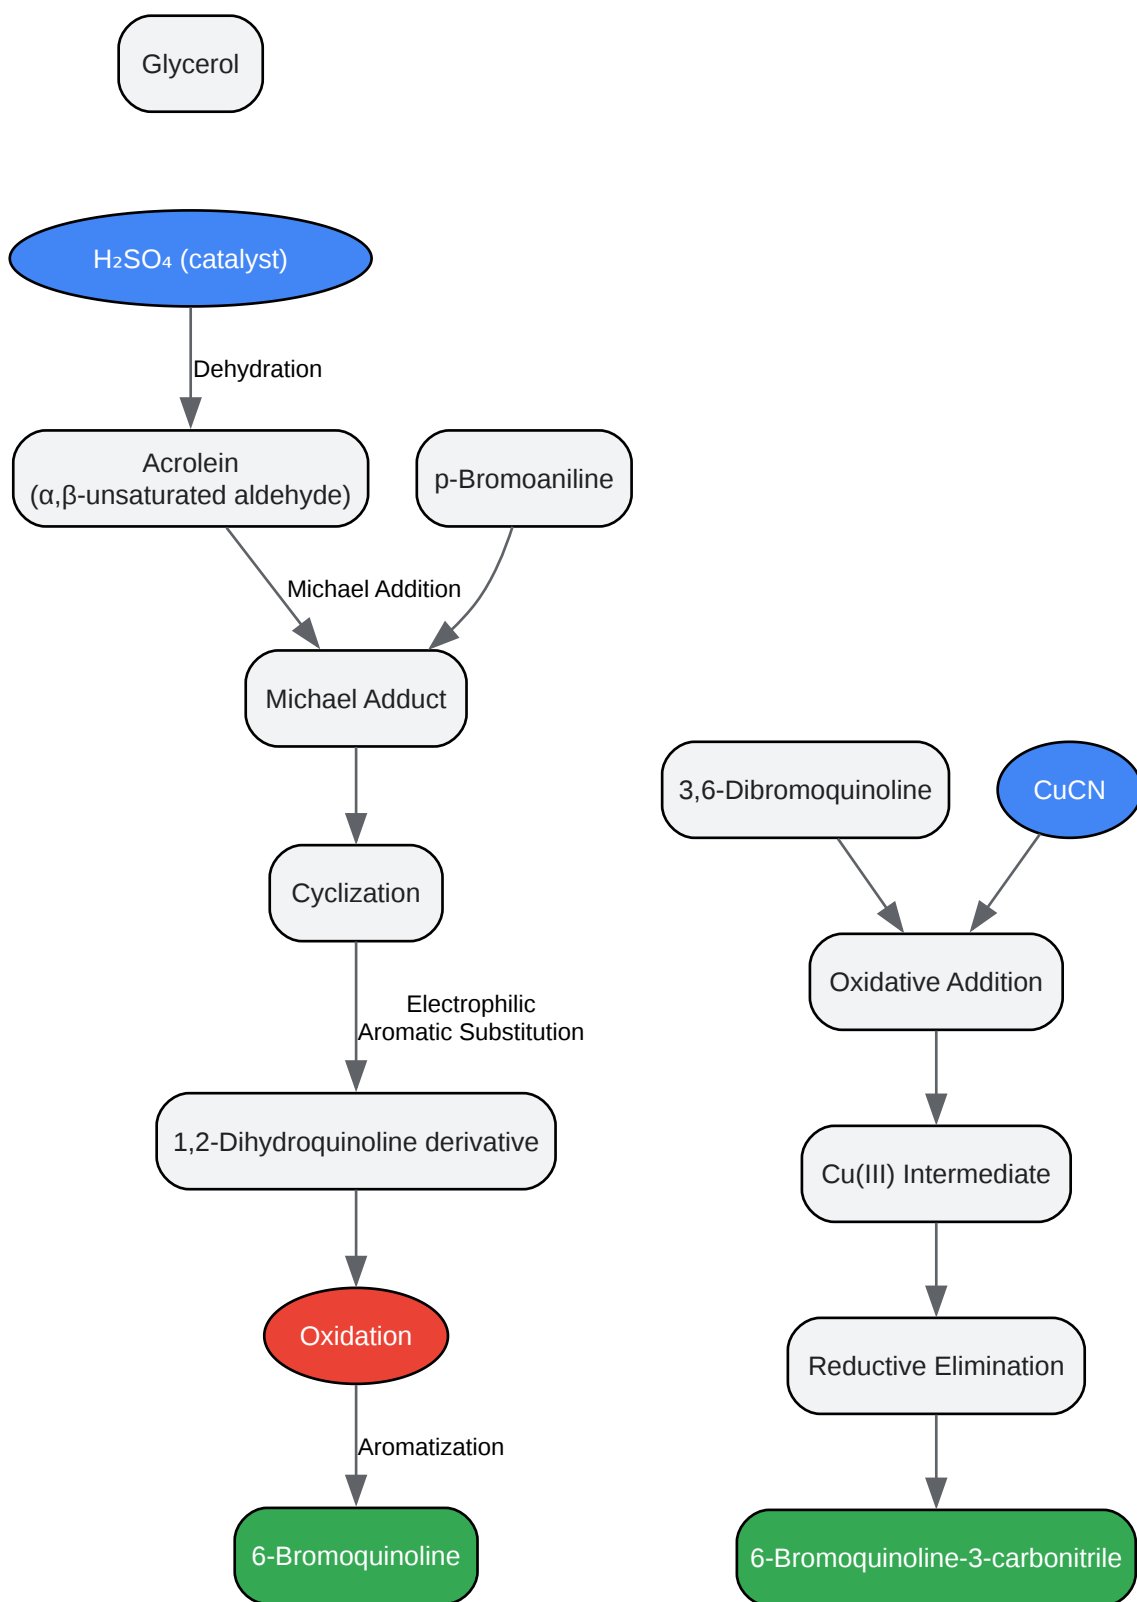 Glycerol
H₂SO₄ (catalyst)
Dehydration
Acrolein
(α,β-unsaturated aldehyde)
p-Bromoaniline
Michael Addition
Michael Adduct
3,6-Dibromoquinoline
CuCN
Cyclization
Oxidative Addition
Electrophilic
Aromatic Substitution
1,2-Dihydroquinoline derivative
Cu(III) Intermediate
Oxidation
Reductive Elimination
Aromatization
6-Bromoquinoline
6-Bromoquinoline-3-carbonitrile